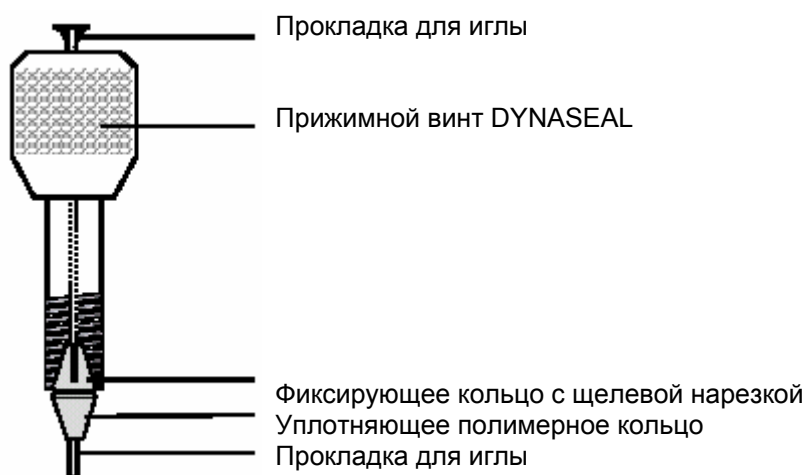 Прокладка для иглы
Прижимной винт DYNASEAL
Фиксирующее кольцо с щелевой нарезкой
Уплотняющее полимерное кольцо
Прокладка для иглы